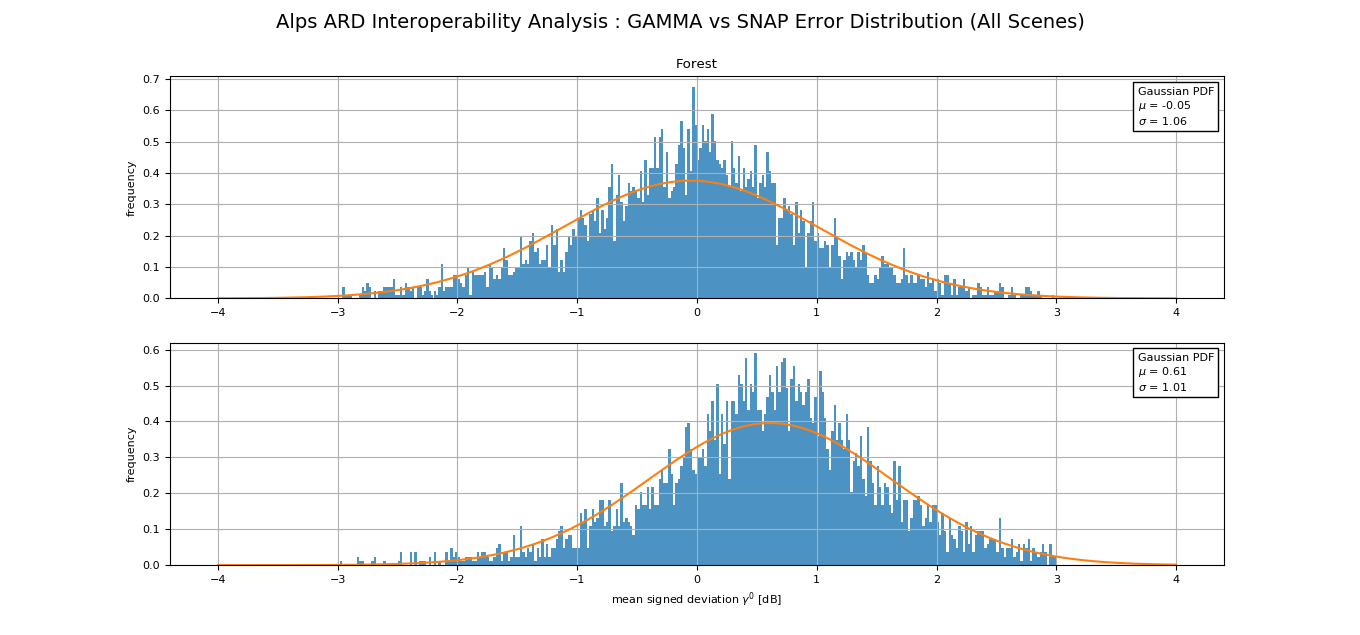 Alps ARD Interoperability Analysis : GAMMA vs SNAP Error Distribution (All Scenes)
Forest
0.7
0.6
0.5
0.4
0.3
0.2
0.1
0.0
frequency
Gaussian PDF
μ = -0.05
σ = 1.06
−4 −3 −2 −1 0 1 2 3 4
0.6
0.5
0.4
0.3
0.2
0.1
0.0
frequency
Gaussian PDF
μ = 0.61
σ = 1.01
−4 −3 −2 −1 0 1 2 3 4
mean signed deviation γ⁰ [dB]